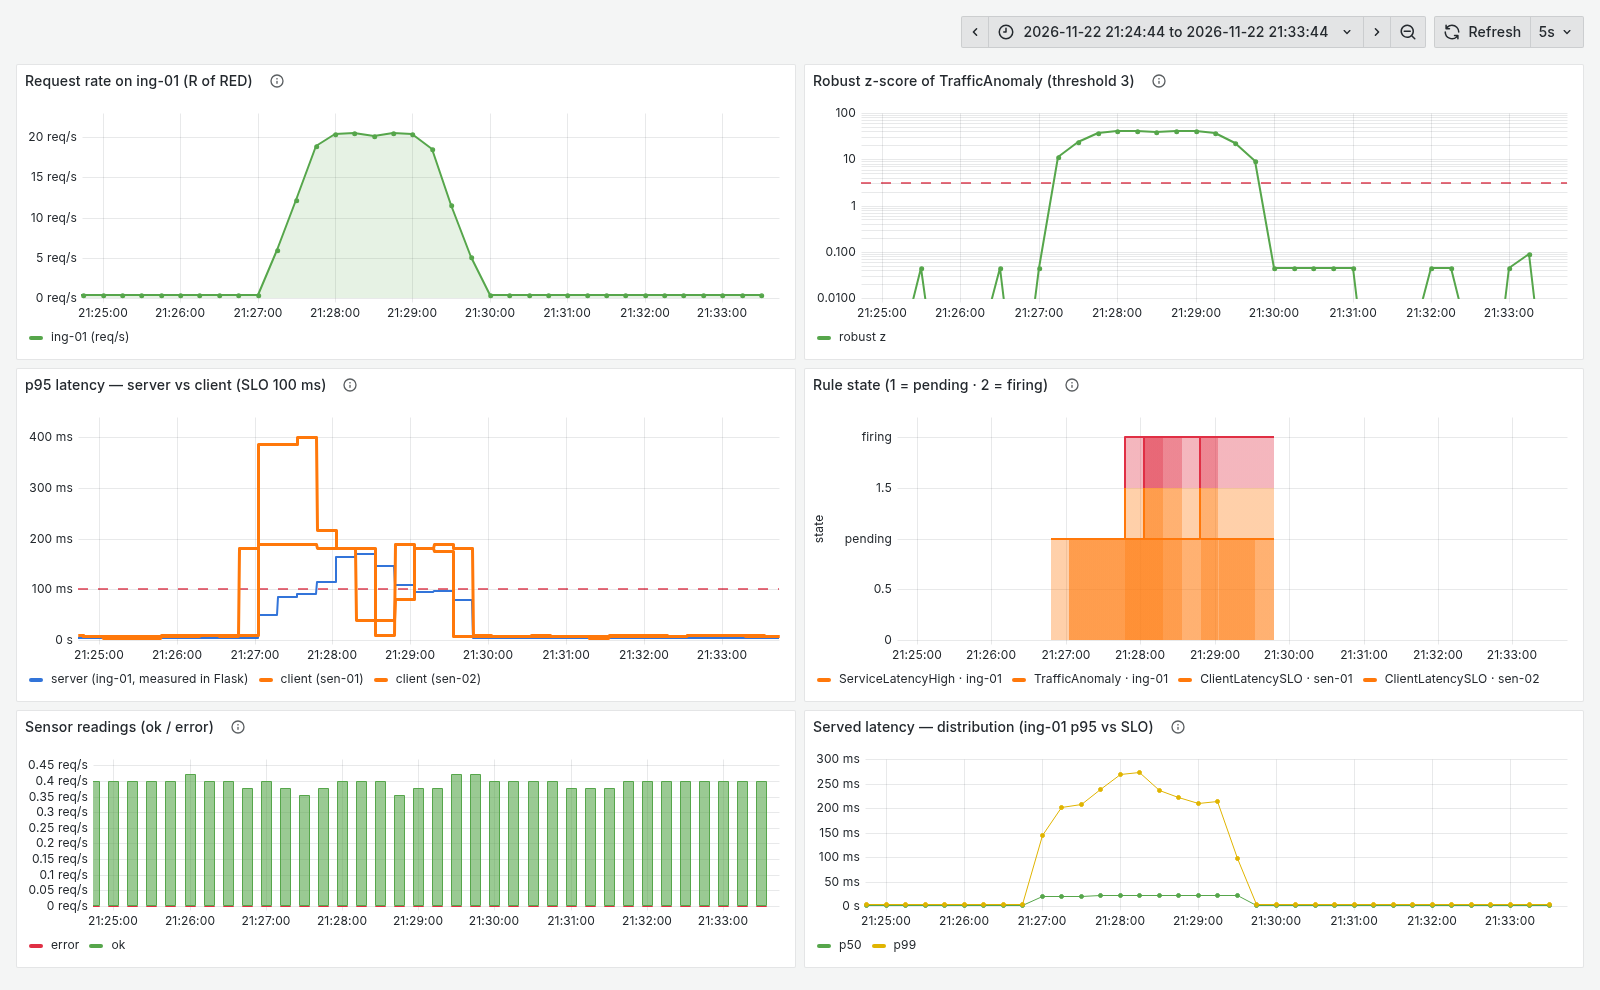 2026-11-22 21:24:44 to 2026-11-22 21:33:44
Refresh
5s
Request rate on ing-01 (R of RED)
20 req/s
15 req/s
10 req/s
5 req/s
0 req/s
21:25:00 21:26:00 21:27:00 21:28:00 21:29:00 21:30:00 21:31:00 21:32:00 21:33:00
ing-01 (req/s)
Robust z-score of TrafficAnomaly (threshold 3)
100
10
1
0.100
0.0100
21:25:00 21:26:00 21:27:00 21:28:00 21:29:00 21:30:00 21:31:00 21:32:00 21:33:00
robust z
p95 latency — server vs client (SLO 100 ms)
400 ms
300 ms
200 ms
100 ms
0 s
21:25:00 21:26:00 21:27:00 21:28:00 21:29:00 21:30:00 21:31:00 21:32:00 21:33:00
server (ing-01, measured in Flask) client (sen-01) client (sen-02)
Rule state (1 = pending · 2 = firing)
state
firing
1.5
pending
0.5
0
21:25:00 21:26:00 21:27:00 21:28:00 21:29:00 21:30:00 21:31:00 21:32:00 21:33:00
ServiceLatencyHigh · ing-01 TrafficAnomaly · ing-01 ClientLatencySLO · sen-01 ClientLatencySLO · sen-02
Sensor readings (ok / error)
0.45 req/s
0.4 req/s
0.35 req/s
0.3 req/s
0.25 req/s
0.2 req/s
0.15 req/s
0.1 req/s
0.05 req/s
0 req/s
21:25:00 21:26:00 21:27:00 21:28:00 21:29:00 21:30:00 21:31:00 21:32:00 21:33:00
error ok
Served latency — distribution (ing-01 p95 vs SLO)
300 ms
250 ms
200 ms
150 ms
100 ms
50 ms
0 s
21:25:00 21:26:00 21:27:00 21:28:00 21:29:00 21:30:00 21:31:00 21:32:00 21:33:00
p50 p99